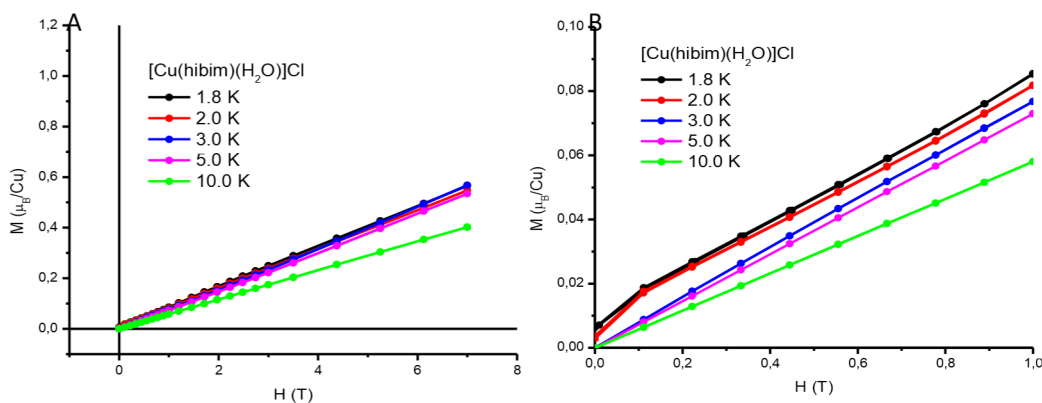 A
[Cu(hibim)(H₂O)]Cl
1.8 K
2.0 K
3.0 K
5.0 K
10.0 K
1,2
1,0
0,8
0,6
0,4
0,2
0,0
M (μ_B/Cu)
0 2 4 6 8
H (T)
B
[Cu(hibim)(H₂O)]Cl
1.8 K
2.0 K
3.0 K
5.0 K
10.0 K
0,10
0,08
0,06
0,04
0,02
0,00
M (μ_B/Cu)
0,0 0,2 0,4 0,6 0,8 1,0
H (T)